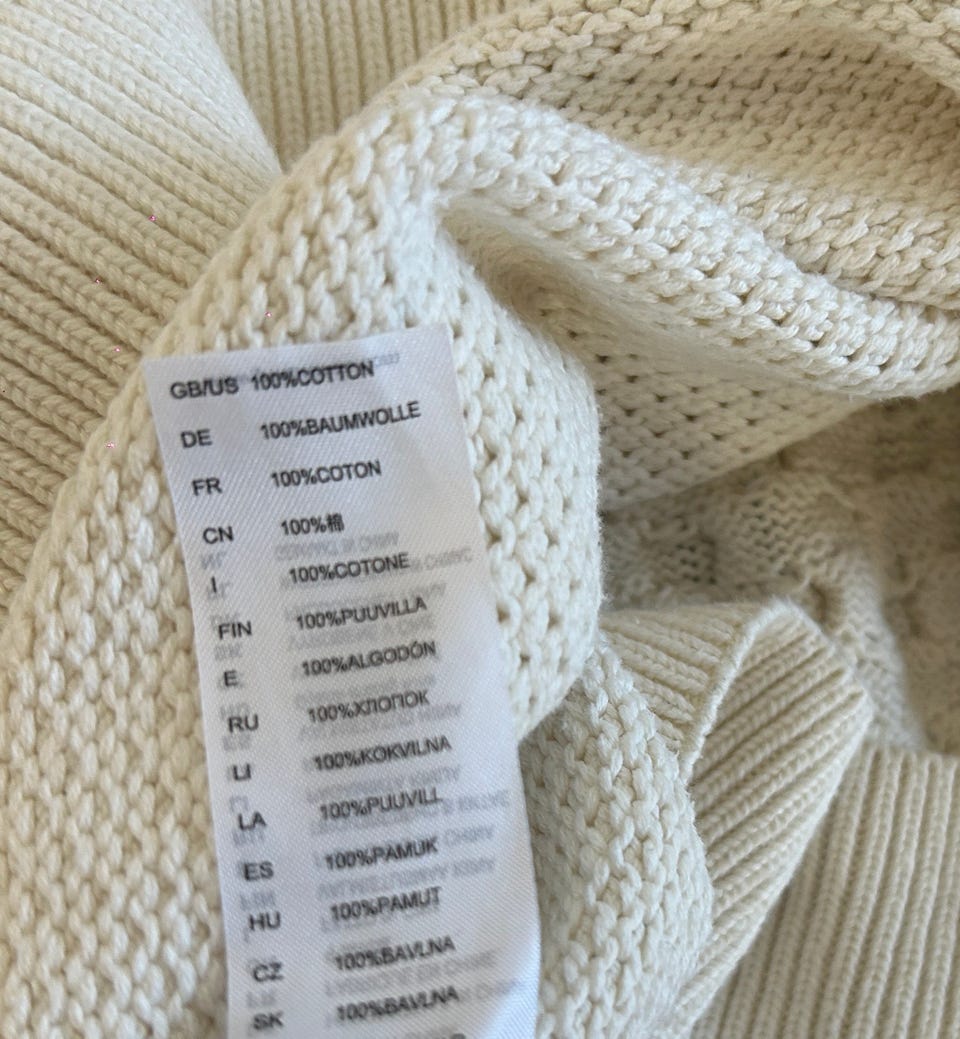 GB/US 100%COTTON
DE 100%BAUMWOLLE
FR 100%COTON
CN 100%棉
I 100%COTONE
FIN 100%PUUVILLA
E 100%ALGODÓN
RU 100%ХЛОПОК
LI 100%KOKVILNA
LA 100%PUUVILL
ES 100%PAMUK
HU 100%PAMUT
CZ 100%BAVLNA
SK 100%BAVLNA